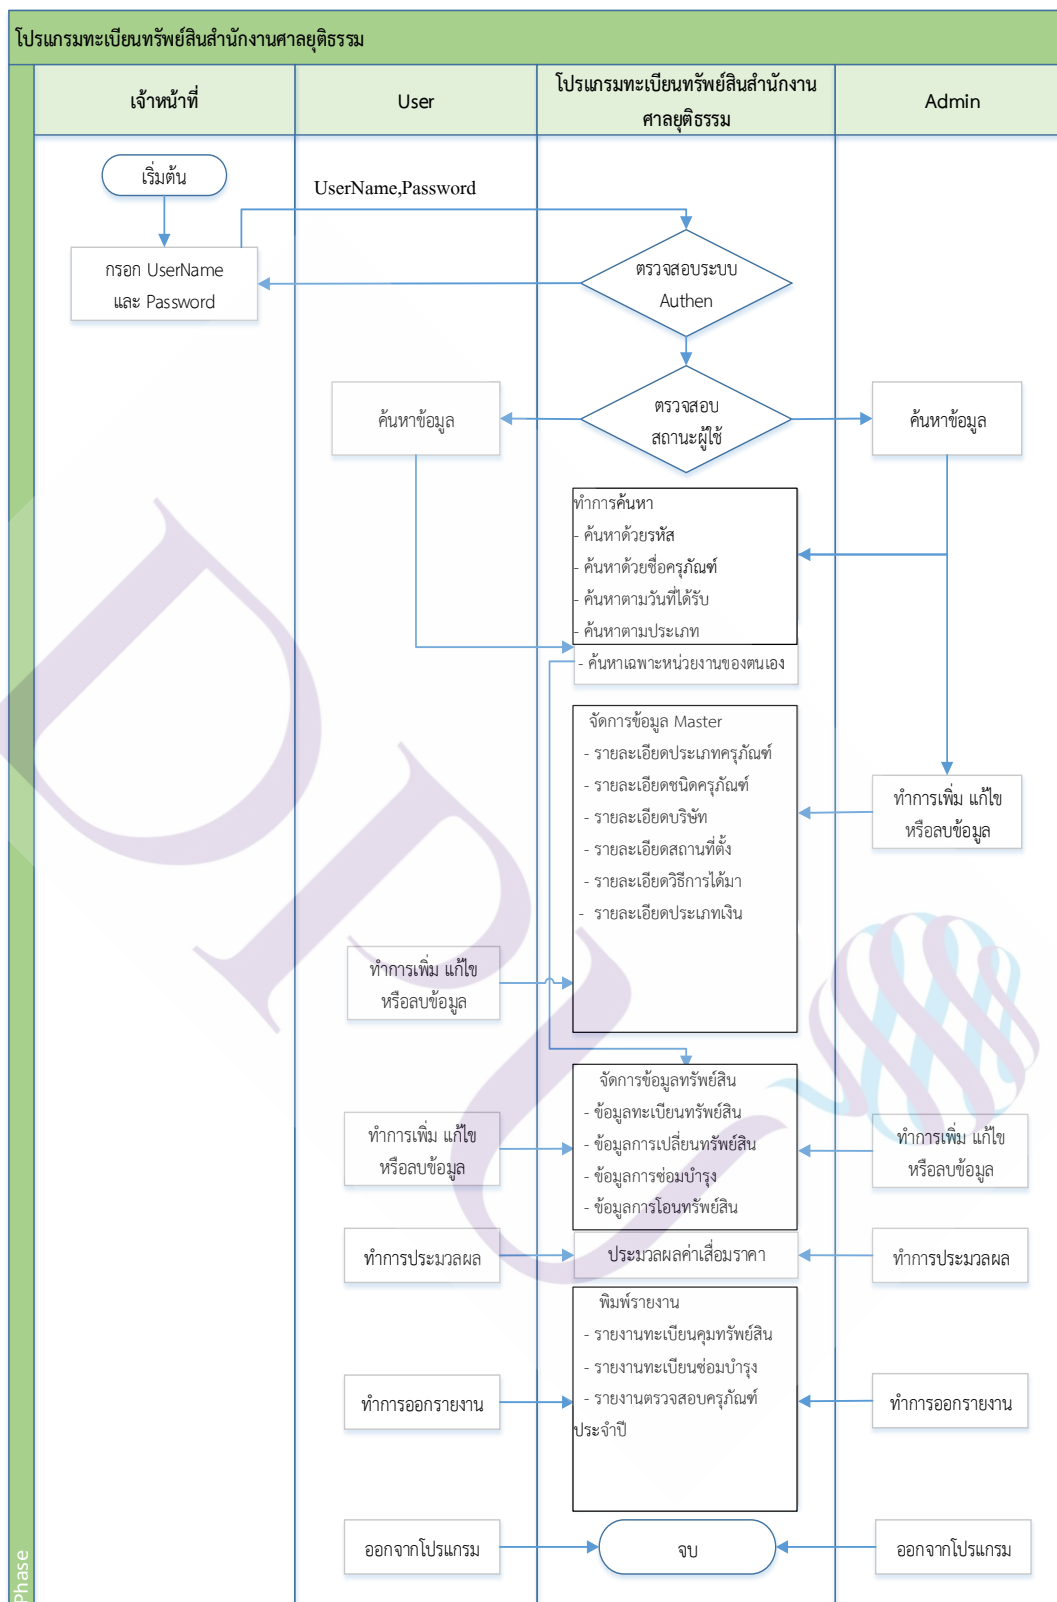 โปรแกรมทะเบียนทรัพย์สินสำนักงานศาลยุติธรรม
เจ้าหน้าที่
User
โปรแกรมทะเบียนทรัพย์สินสำนักงาน
ศาลยุติธรรม
Admin
เริ่มต้น
UserName,Password
กรอก UserName
และ Password
ตรวจสอบระบบ
Authen
ค้นหาข้อมูล
ตรวจสอบ
สถานะผู้ใช้
ค้นหาข้อมูล
ทำการค้นหา
- ค้นหาด้วยรหัส
- ค้นหาด้วยชื่อครุภัณฑ์
- ค้นหาตามวันที่ได้รับ
- ค้นหาตามประเภท
- ค้นหาเฉพาะหน่วยงานของตนเอง
จัดการข้อมูล Master
- รายละเอียดประเภทครุภัณฑ์
- รายละเอียดชนิดครุภัณฑ์
- รายละเอียดบริษัท
- รายละเอียดสถานที่ตั้ง
- รายละเอียดวิธีการได้มา
- รายละเอียดประเภทเงิน
ทำการเพิ่ม แก้ไข
หรือลบข้อมูล
ทำการเพิ่ม แก้ไข
หรือลบข้อมูล
จัดการข้อมูลทรัพย์สิน
- ข้อมูลทะเบียนทรัพย์สิน
- ข้อมูลการเปลี่ยนทรัพย์สิน
- ข้อมูลการซ่อมบำรุง
- ข้อมูลการโอนทรัพย์สิน
ทำการเพิ่ม แก้ไข
หรือลบข้อมูล
ทำการเพิ่ม แก้ไข
หรือลบข้อมูล
ทำการประมวลผล
ประมวลผลค่าเสื่อมราคา
ทำการประมวลผล
พิมพ์รายงาน
- รายงานทะเบียนคุมทรัพย์สิน
- รายงานทะเบียนซ่อมบำรุง
- รายงานตรวจสอบครุภัณฑ์
ประจำปี
ทำการออกรายงาน
ทำการออกรายงาน
ออกจากโปรแกรม
จบ
ออกจากโปรแกรม
Phase
DPU